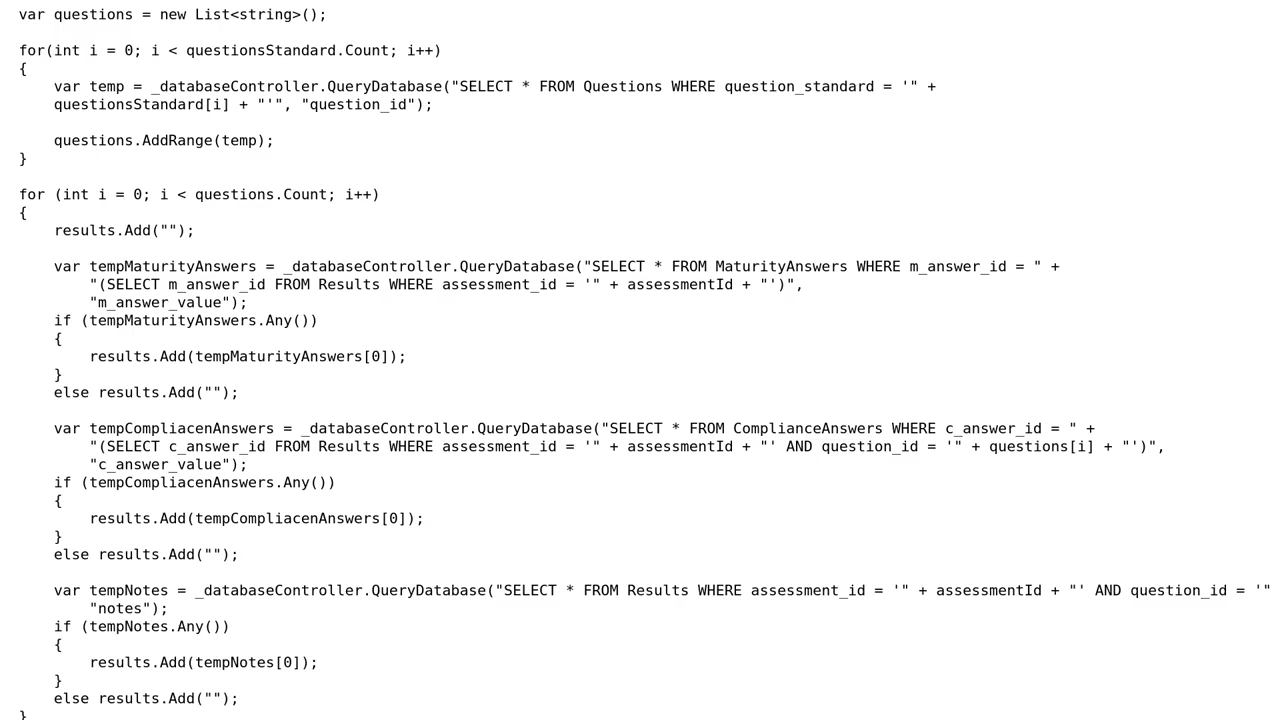 var questions = new List<string>();
for(int i = 0; i < questionsStandard.Count; i++)
{
var temp = _databaseController.QueryDatabase("SELECT * FROM Questions WHERE question_standard = '" +
questionsStandard[i] + "'", "question_id");
questions.AddRange(temp);
}
for (int i = 0; i < questions.Count; i++)
{
results.Add("");
var tempMaturityAnswers = _databaseController.QueryDatabase("SELECT * FROM MaturityAnswers WHERE m_answer_id = " +
"(SELECT m_answer_id FROM Results WHERE assessment_id = '" + assessmentId + "')",
"m_answer_value");
if (tempMaturityAnswers.Any())
{
results.Add(tempMaturityAnswers[0]);
}
else results.Add("");
var tempCompliacenAnswers = _databaseController.QueryDatabase("SELECT * FROM ComplianceAnswers WHERE c_answer_id = " +
"(SELECT c_answer_id FROM Results WHERE assessment_id = '" + assessmentId + "' AND question_id = '" + questions[i] + "')",
"c_answer_value");
if (tempCompliacenAnswers.Any())
{
results.Add(tempCompliacenAnswers[0]);
}
else results.Add("");
var tempNotes = _databaseController.QueryDatabase("SELECT * FROM Results WHERE assessment_id = '" + assessmentId + "' AND question_id = '"
"notes");
if (tempNotes.Any())
{
results.Add(tempNotes[0]);
}
else results.Add("");
}